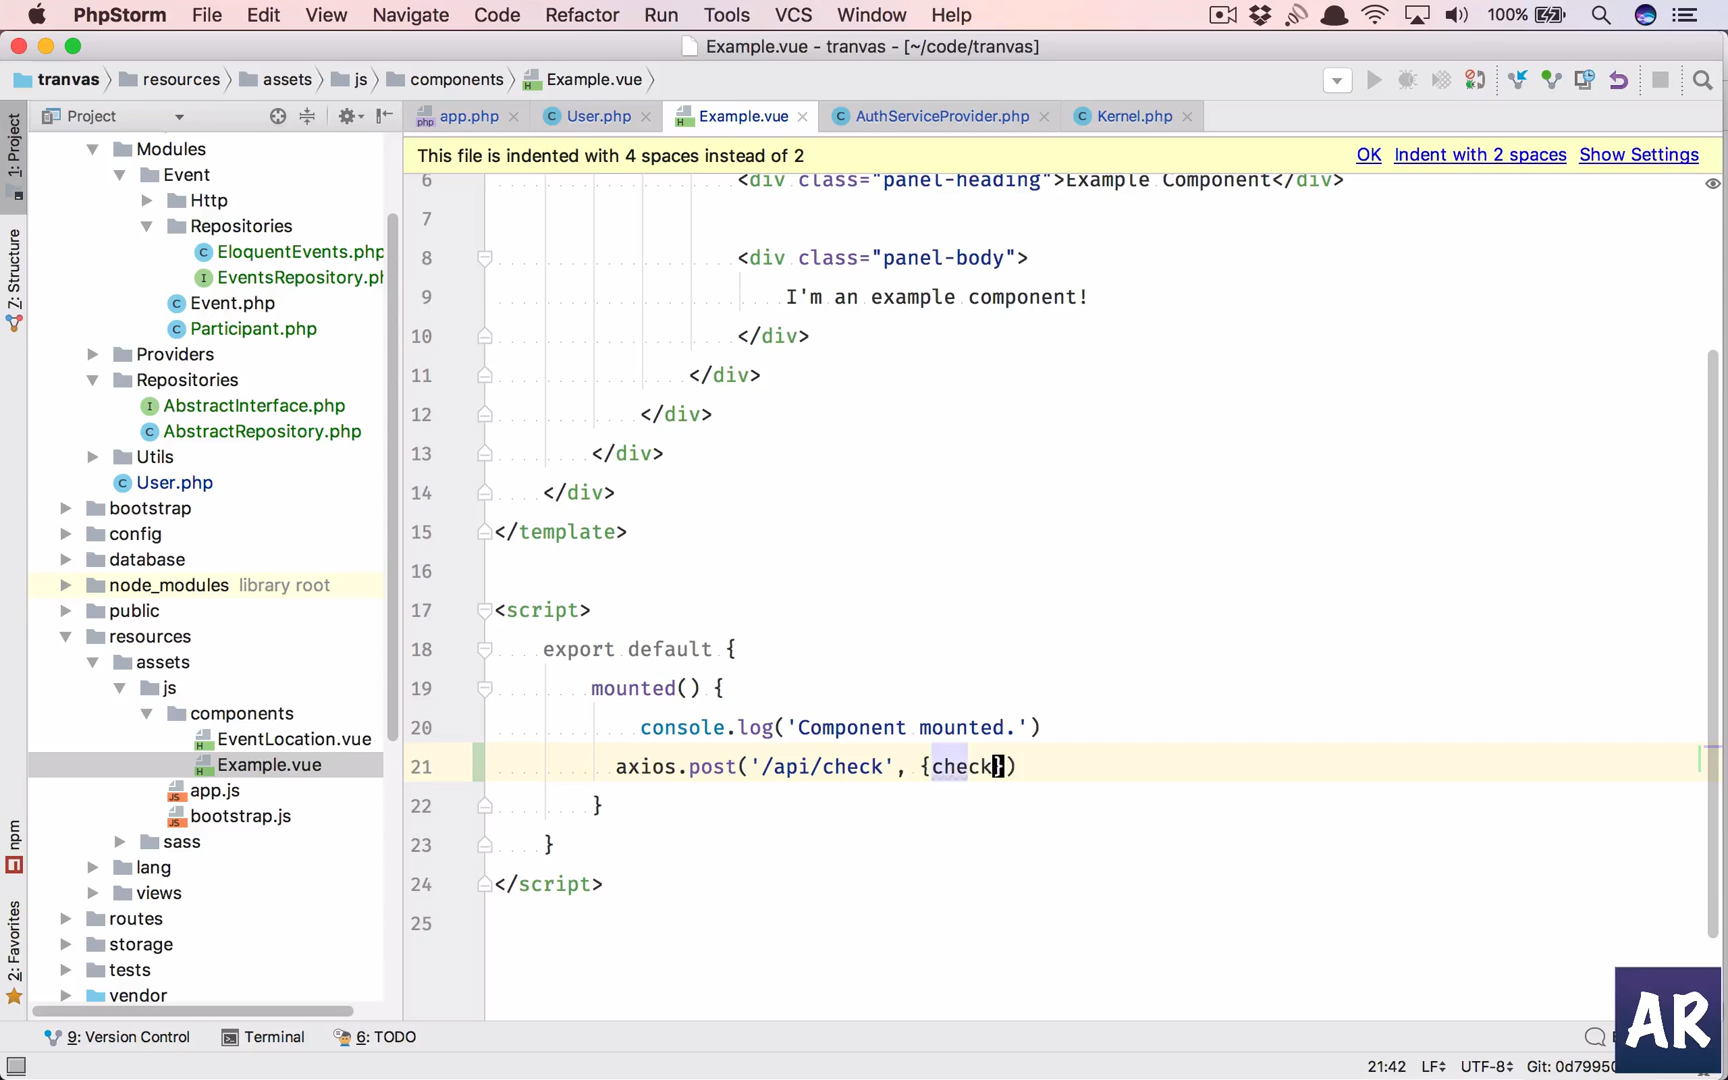 PhpStorm File Edit View Navigate Code Refactor Run Tools VCS Window Help 100%
Example.vue - tranvas - [~/code/tranvas]
tranvas resources assets js components Example.vue
1: Project
7: Structure
npm
2: Favorites
Project
Modules
Event
Http
Repositories
EloquentEvents.php
EventsRepository.ph
Event.php
Participant.php
Providers
Repositories
AbstractInterface.php
AbstractRepository.php
Utils
User.php
bootstrap
config
database
node_modules library root
public
resources
assets
js
components
EventLocation.vue
Example.vue
app.js
bootstrap.js
sass
lang
views
routes
storage
tests
vendor
app.php User.php Example.vue AuthServiceProvider.php Kernel.php
This file is indented with 4 spaces instead of 2 OK Indent with 2 spaces Show Settings
6 <div class="panel-heading">Example Component</div>
7
8 <div class="panel-body">
9 I'm an example component!
10 </div>
11 </div>
12 </div>
13 </div>
14 </div>
15 </template>
16
17 <script>
18 export default {
19 mounted() {
20 console.log('Component mounted.')
21 axios.post('/api/check', {check})
22 }
23 }
24 </script>
25
9: Version Control Terminal 6: TODO
21:42 LF UTF-8 Git: 0d7995
AR